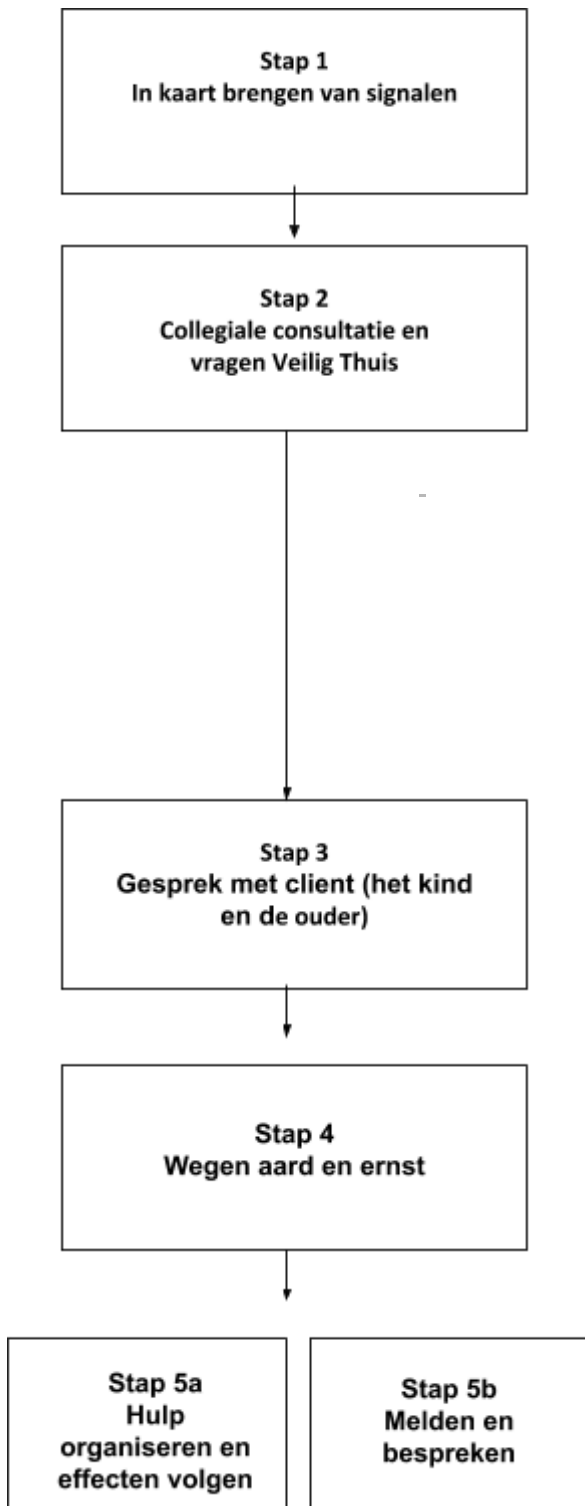 Stap 1
In kaart brengen van signalen
Stap 2
Collegiale consultatie en
vragen Veilig Thuis
Stap 3
Gesprek met client (het kind
en de ouder)
Stap 4
Wegen aard en ernst
Stap 5a
Hulp
organiseren en
effecten volgen
Stap 5b
Melden en
bespreken